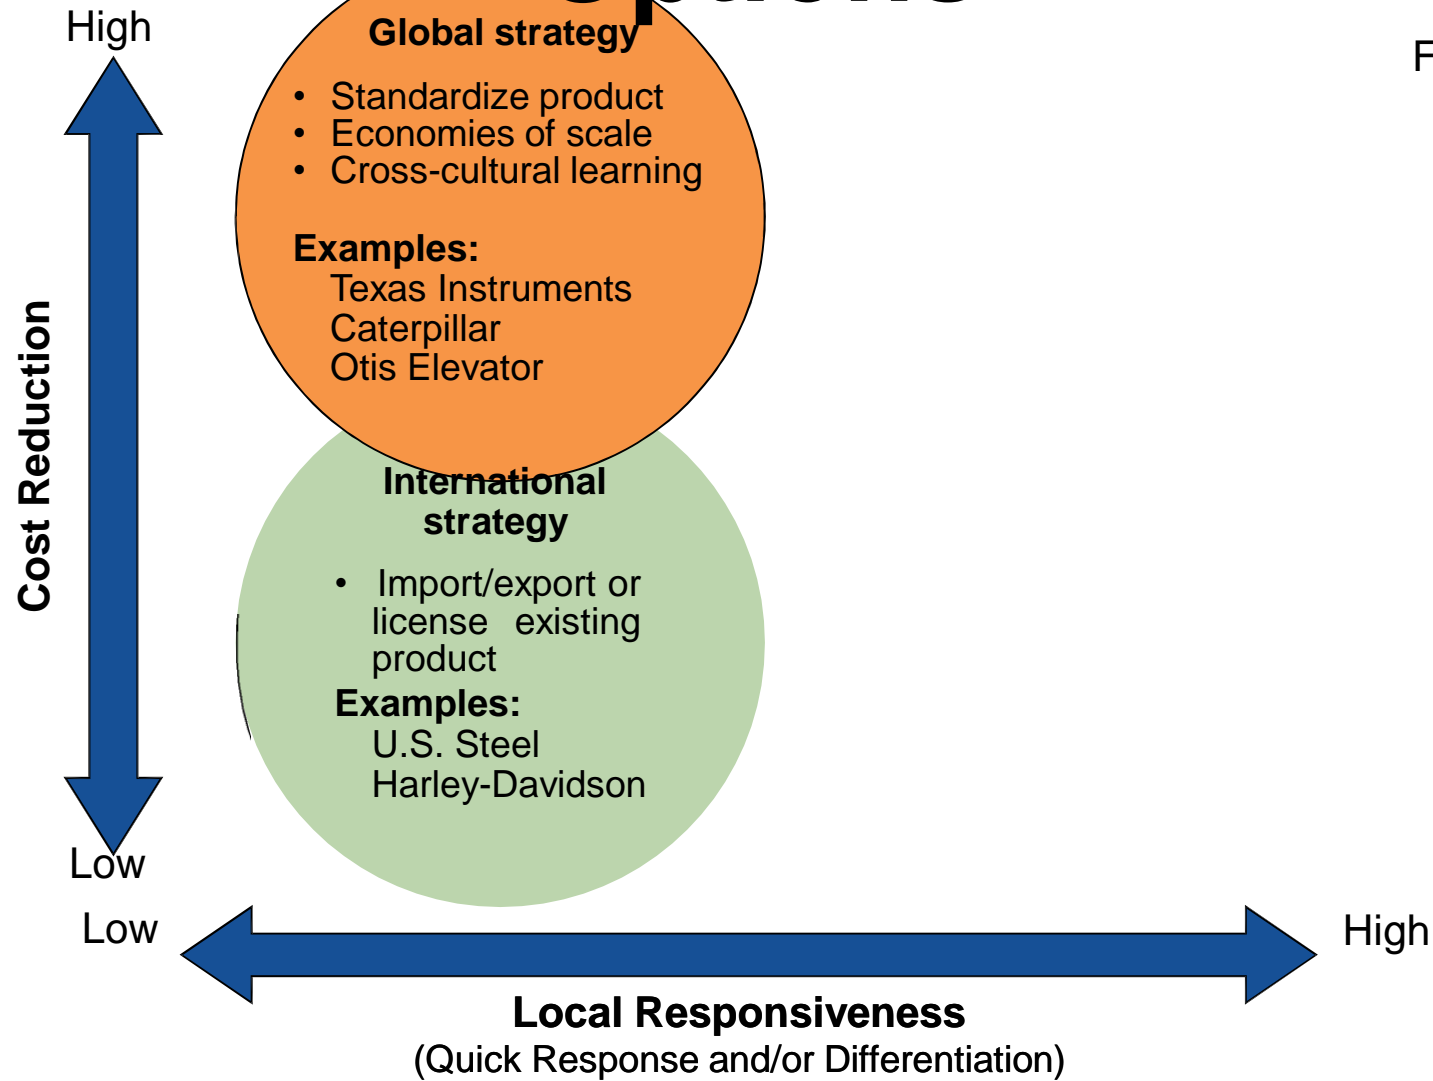 High
Global strategy
• Standardize product
• Economies of scale
• Cross-cultural learning
Examples:
Texas Instruments
Caterpillar
Otis Elevator
Cost Reduction
International
strategy
• Import/export or
license existing
product
Examples:
U.S. Steel
Harley-Davidson
Low
Low
High
Local Responsiveness
(Quick Response and/or Differentiation)